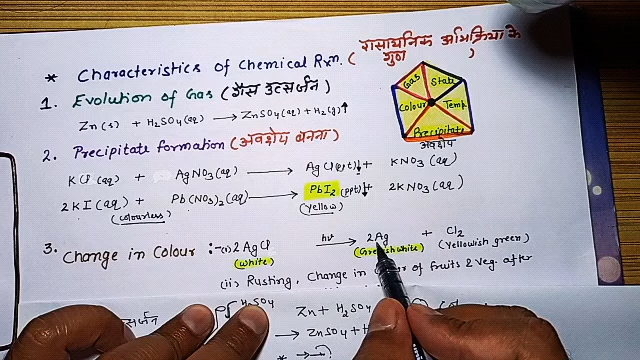 * Characteristics of Chemical Rxn. (रासायनिक अभिक्रिया के गुण)
Gas
State
Colour
Temp
Precipitate
अवक्षेप
1. Evolution of Gas (गैस उत्सर्जन)
Zn(s) + H₂SO₄(aq) ⟶ ZnSO₄(aq) + H₂(g)↑
2. Precipitate formation (अवक्षेप बनना)
KCl (aq) + AgNO₃(aq) ⟶ AgCl(ppt)↓ + KNO₃(aq)
2KI(aq) + Pb(NO₃)₂(aq) ⟶ PbI₂(ppt)↓ + 2KNO₃(aq)
(colourless) (Yellow)
3. Change in Colour :-(i) 2AgCl hν⟶ 2Ag + Cl₂
(white) (Greyish white) (Yellowish green)
(ii) Rusting, Change in of fruits & Veg. after
H₂SO₄ Zn + H₂SO₄
→ ZnSO₄ +